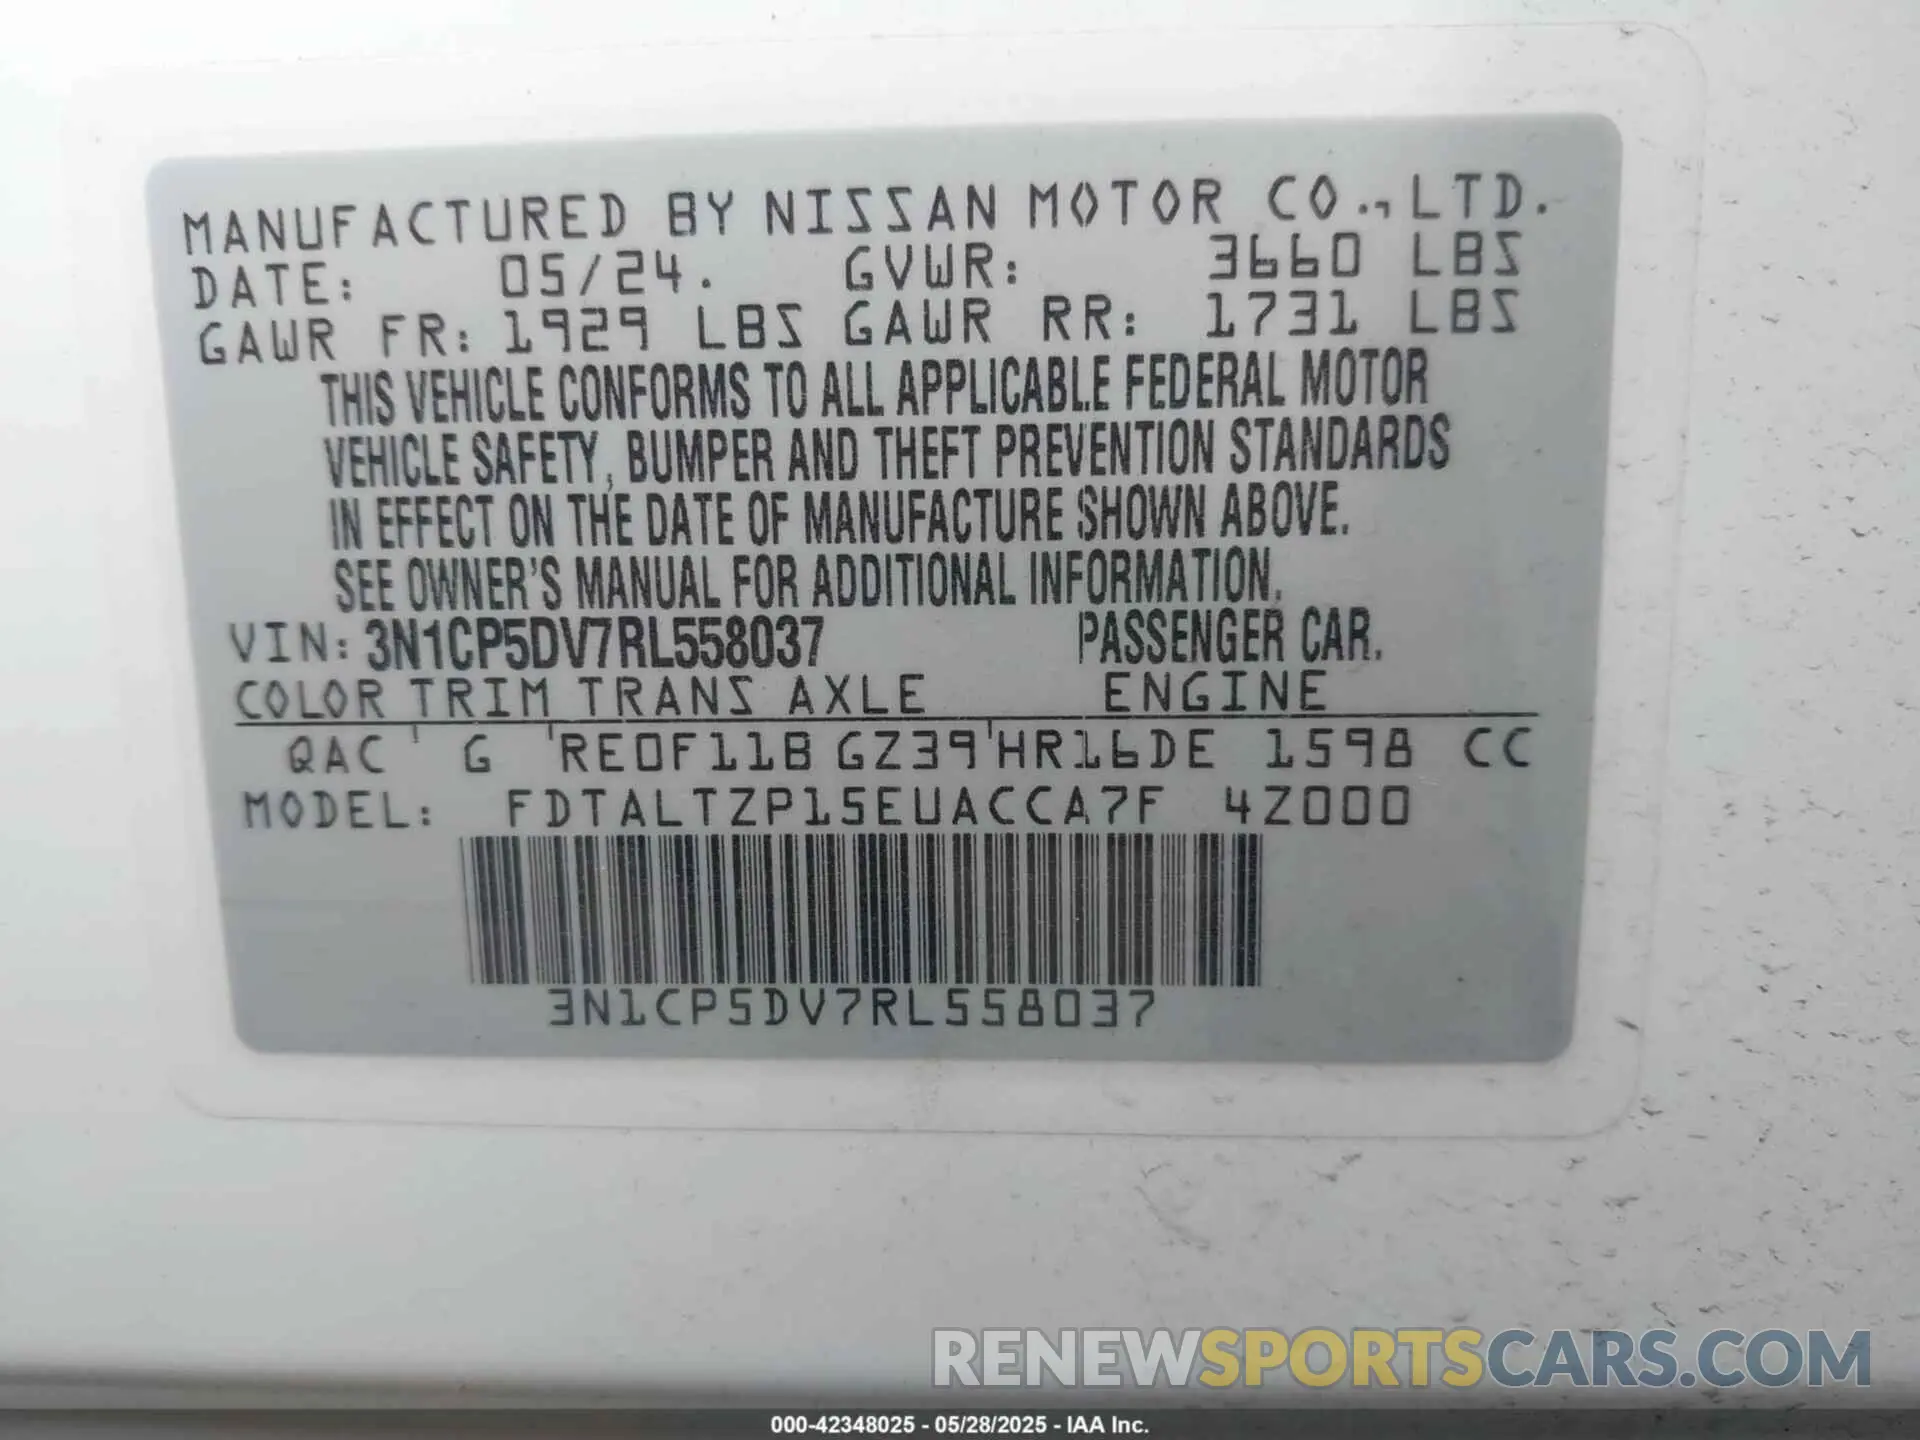 MANUFACTURED BY NISSAN MOTOR CO., LTD.
DATE: 05/24. GVWR: 3660 LBS
GAWR FR: 1929 LBS GAWR RR: 1731 LBS
THIS VEHICLE CONFORMS TO ALL APPLICABLE FEDERAL MOTOR
VEHICLE SAFETY, BUMPER AND THEFT PREVENTION STANDARDS
IN EFFECT ON THE DATE OF MANUFACTURE SHOWN ABOVE.
SEE OWNER'S MANUAL FOR ADDITIONAL INFORMATION.
VIN: 3N1CP5DV7RL558037 PASSENGER CAR.
COLOR TRIM TRANS AXLE ENGINE
QAC G RE0F11B GZ39 HR16DE 1598 CC
MODEL: FDTALTZP15EUACCA7F 4Z000
3N1CP5DV7RL558037
RENEWSPORTSCARS.COM
000-42348025 - 05/28/2025 - IAA Inc.